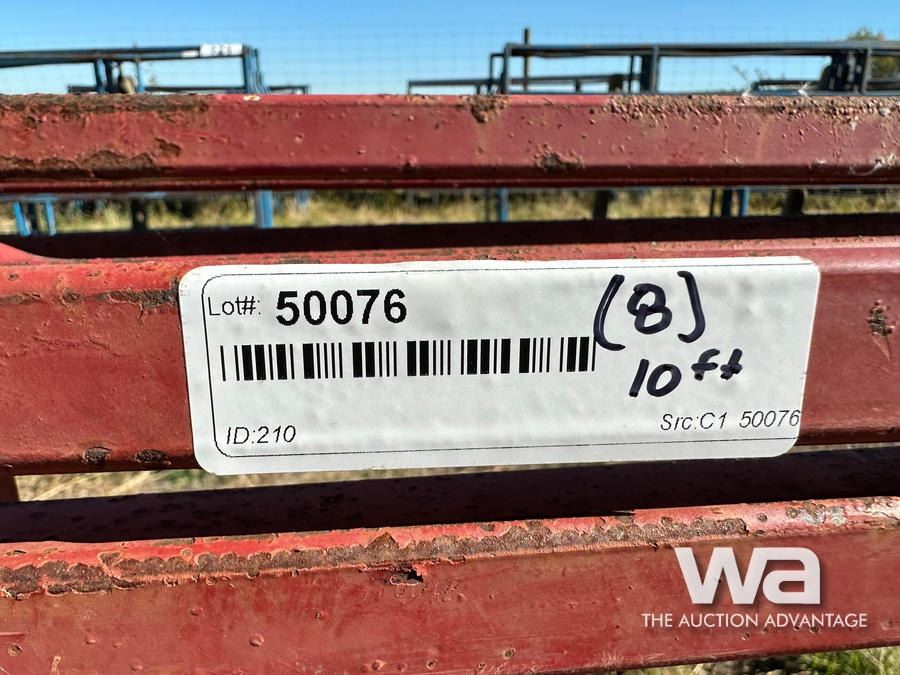 Lot#: 50076
(8)
10 ft
ID:210
Src:C1 50076
wa
THE AUCTION ADVANTAGE